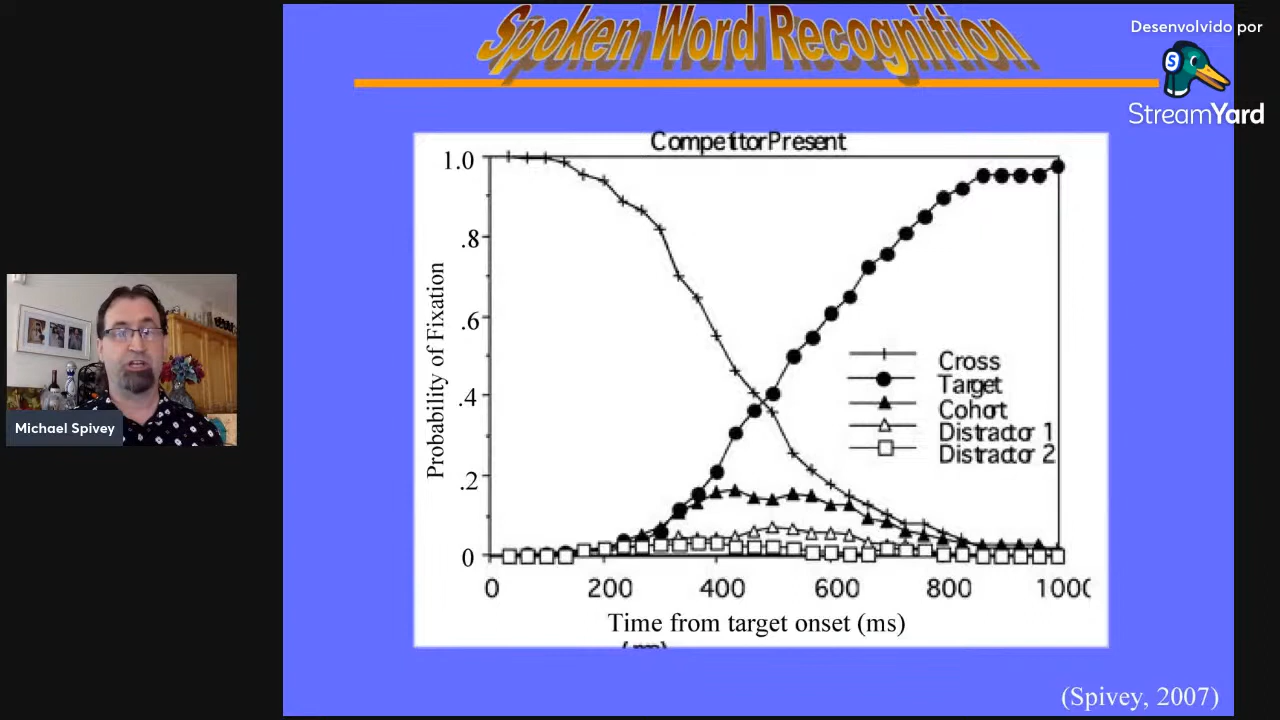 Spoken Word Recognition
Desenvolvido por
StreamYard
CompetitorPresent
1.0
.8
.6
.4
.2
0
Probability of Fixation
Cross
Target
Cohort
Distractor 1
Distractor 2
0 200 400 600 800 1000
Time from target onset (ms)
Michael Spivey
(Spivey, 2007)